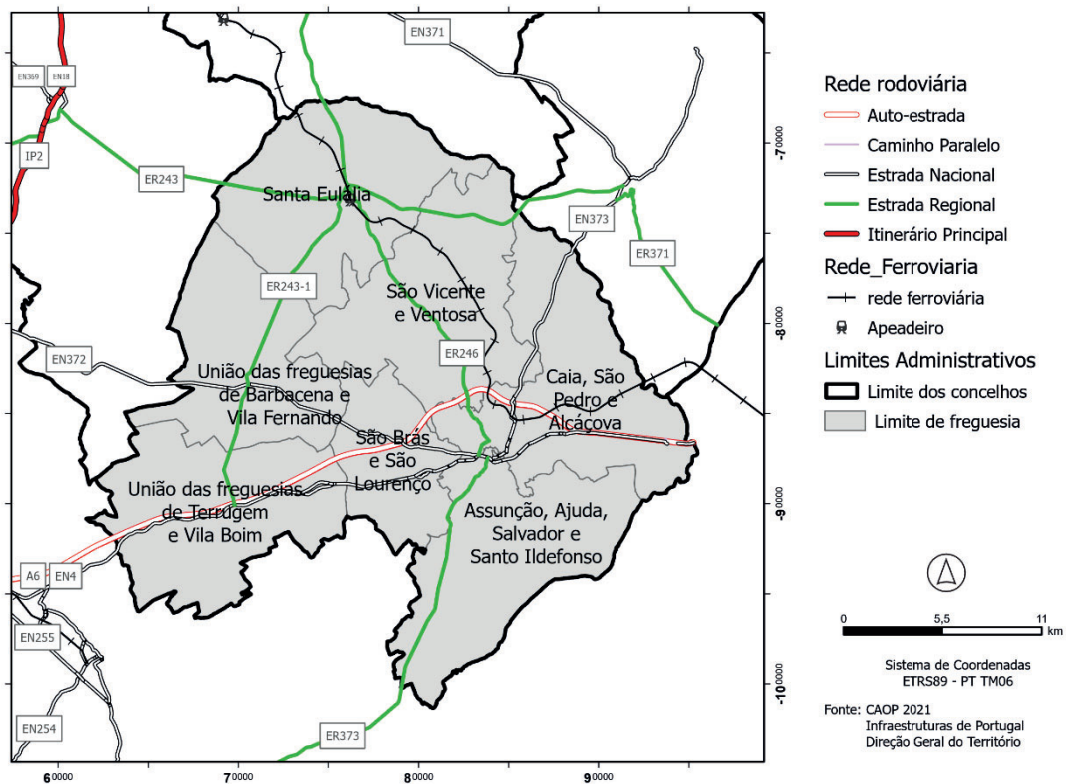 EN371
EN369
EN18
-70000
IP2
ER243
Santa Eulália
EN373
ER371
ER243-1
São Vicente
e Ventosa
-80000
EN372
ER246
União das freguesias
de Barbacena e
Vila Fernando
Caia, São
Pedro e
Alcáçova
São Brás
e São
Lourenço
União das freguesias
de Terrugem
e Vila Boim
-90000
Assunção, Ajuda,
Salvador e
Santo Ildefonso
A6
EN4
EN255
-100000
EN254
ER373
60000
70000
80000
90000
Rede rodoviária
Auto-estrada
Caminho Paralelo
Estrada Nacional
Estrada Regional
Itinerário Principal
Rede_Ferroviaria
rede ferroviária
Apeadeiro
Limites Administrativos
Limite dos concelhos
Limite de freguesia
0 5,5 11
km
Sistema de Coordenadas
ETRS89 - PT TM06
Fonte: CAOP 2021
Infraestruturas de Portugal
Direção Geral do Território